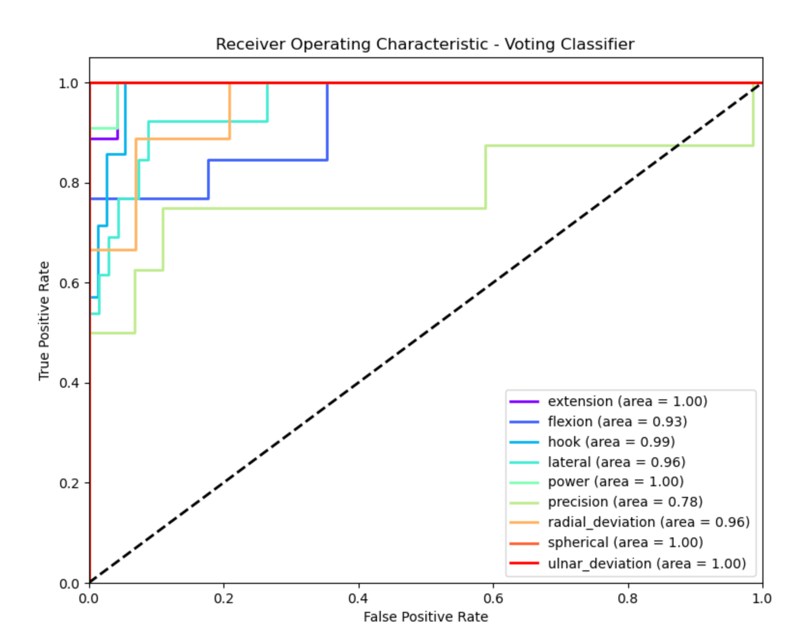 Receiver Operating Characteristic - Voting Classifier
1.0
0.8
0.6
0.4
0.2
0.0
True Positive Rate
extension (area = 1.00)
flexion (area = 0.93)
hook (area = 0.99)
lateral (area = 0.96)
power (area = 1.00)
precision (area = 0.78)
radial_deviation (area = 0.96)
spherical (area = 1.00)
ulnar_deviation (area = 1.00)
0.0 0.2 0.4 0.6 0.8 1.0
False Positive Rate